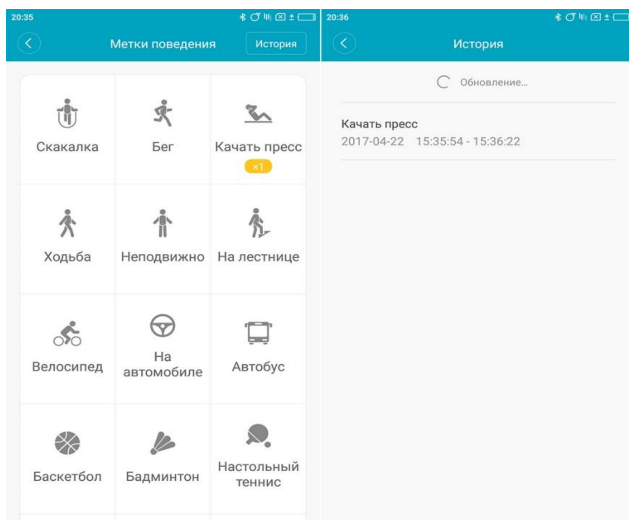 20:35
Метки поведения
История
Скакалка
Бег
Качать пресс
×1
Ходьба
Неподвижно
На лестнице
Велосипед
На
автомобиле
Автобус
Баскетбол
Бадминтон
Настольный
теннис
20:36
История
Обновление...
Качать пресс
2017-04-22 15:35:54 - 15:36:22